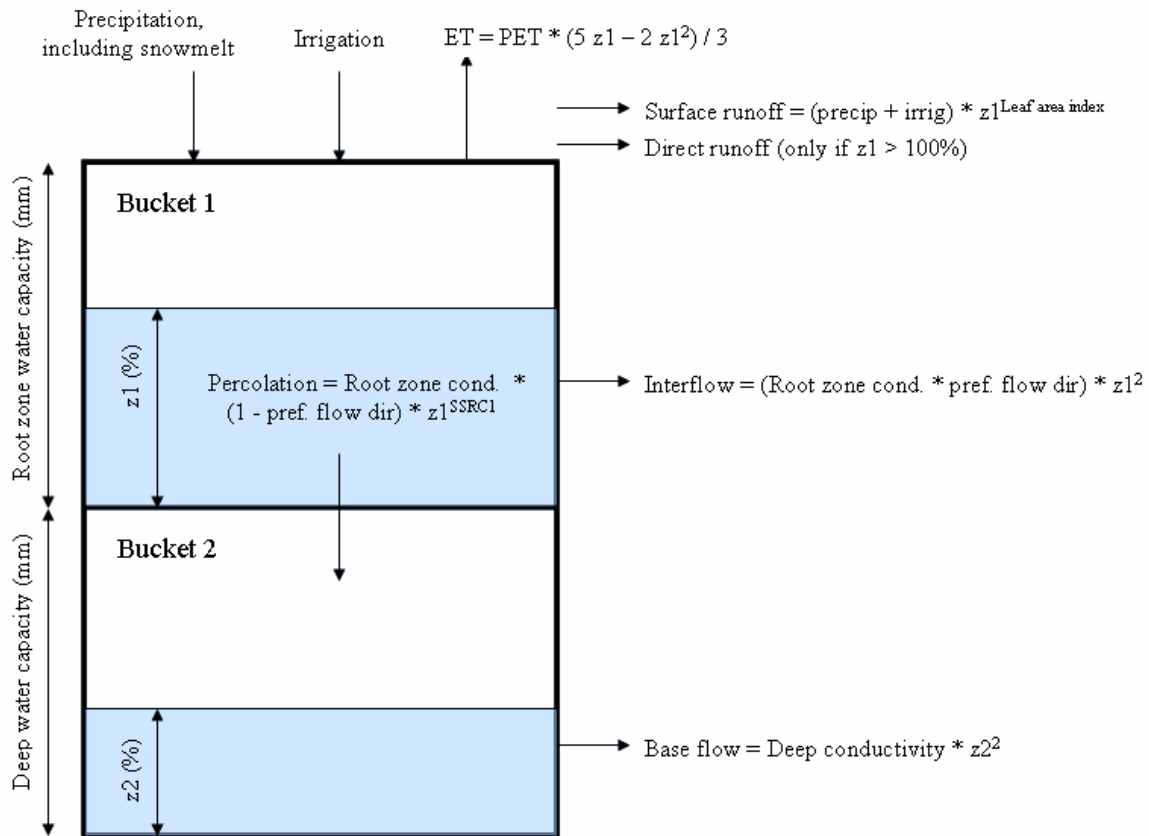 Precipitation,
including snowmelt
Irrigation
ET = PET * (5 z1 – 2 z1²) / 3
Surface runoff = (precip + irrig) * z1^Leaf area index
Direct runoff (only if z1 > 100%)
Root zone water capacity (mm)
Bucket 1
z1 (%)
Percolation = Root zone cond. *
(1 - pref. flow dir) * z1^SSRC1
Interflow = (Root zone cond. * pref. flow dir) * z1²
Deep water capacity (mm)
Bucket 2
z2 (%)
Base flow = Deep conductivity * z2²